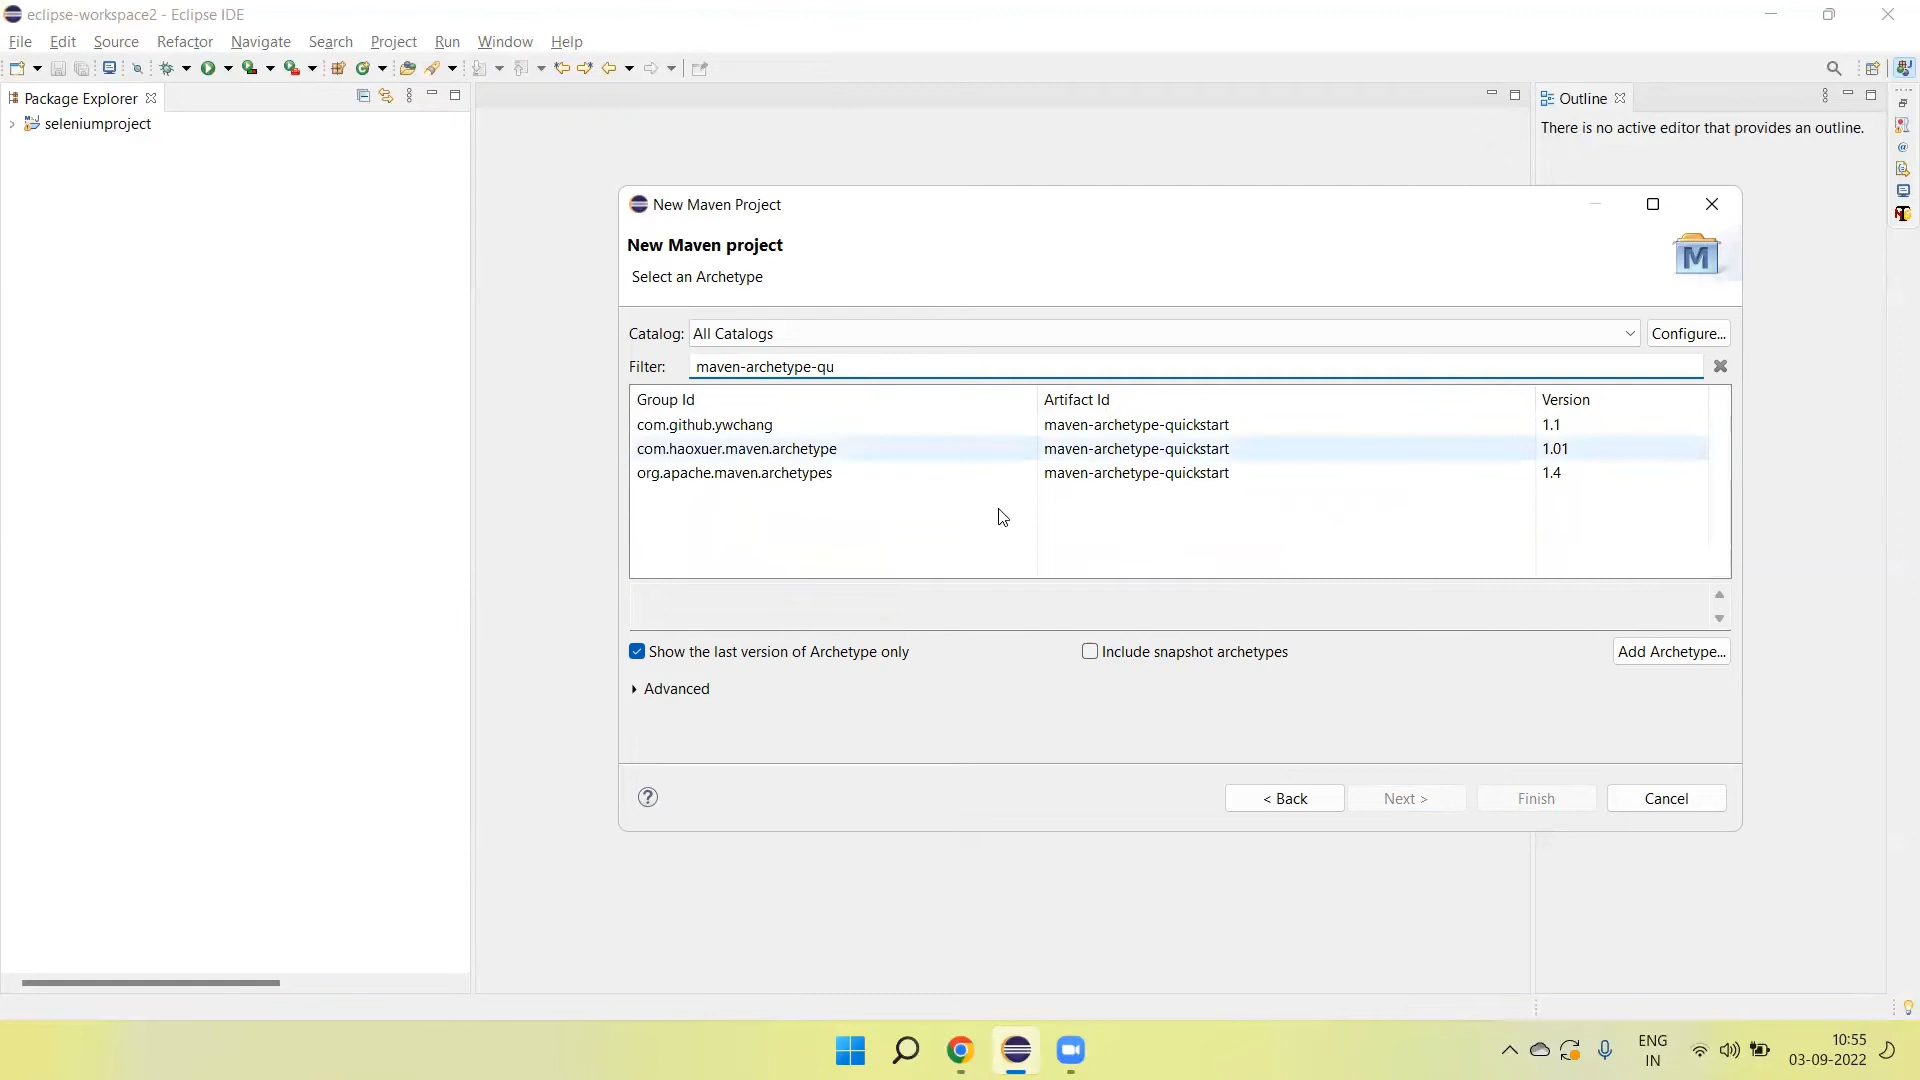 eclipse-workspace2 - Eclipse IDE
File Edit Source Refactor Navigate Search Project Run Window Help
Package Explorer
Outline
seleniumproject
There is no active editor that provides an outline.
New Maven Project
New Maven project
Select an Archetype
M
Catalog: All Catalogs Configure...
Filter: maven-archetype-qu
Group Id Artifact Id Version
com.github.ywchang maven-archetype-quickstart 1.1
com.haoxuer.maven.archetype maven-archetype-quickstart 1.01
org.apache.maven.archetypes maven-archetype-quickstart 1.4
Show the last version of Archetype only Include snapshot archetypes Add Archetype...
Advanced
< Back Next > Finish Cancel
ENG
IN
10:55
03-09-2022